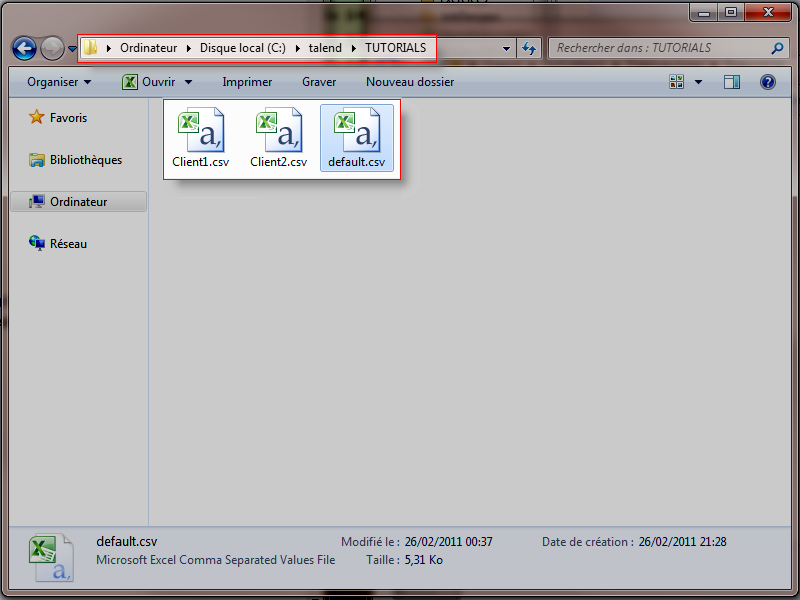 Ordinateur Disque local (C:) talend TUTORIALS Rechercher dans : TUTORIALS
Organiser Ouvrir Imprimer Graver Nouveau dossier
Favoris
Bibliothèques
Ordinateur
Réseau
Client1.csv Client2.csv default.csv
default.csv Modifié le : 26/02/2011 00:37 Date de création : 26/02/2011 21:28
Microsoft Excel Comma Separated Values File Taille : 5,31 Ko